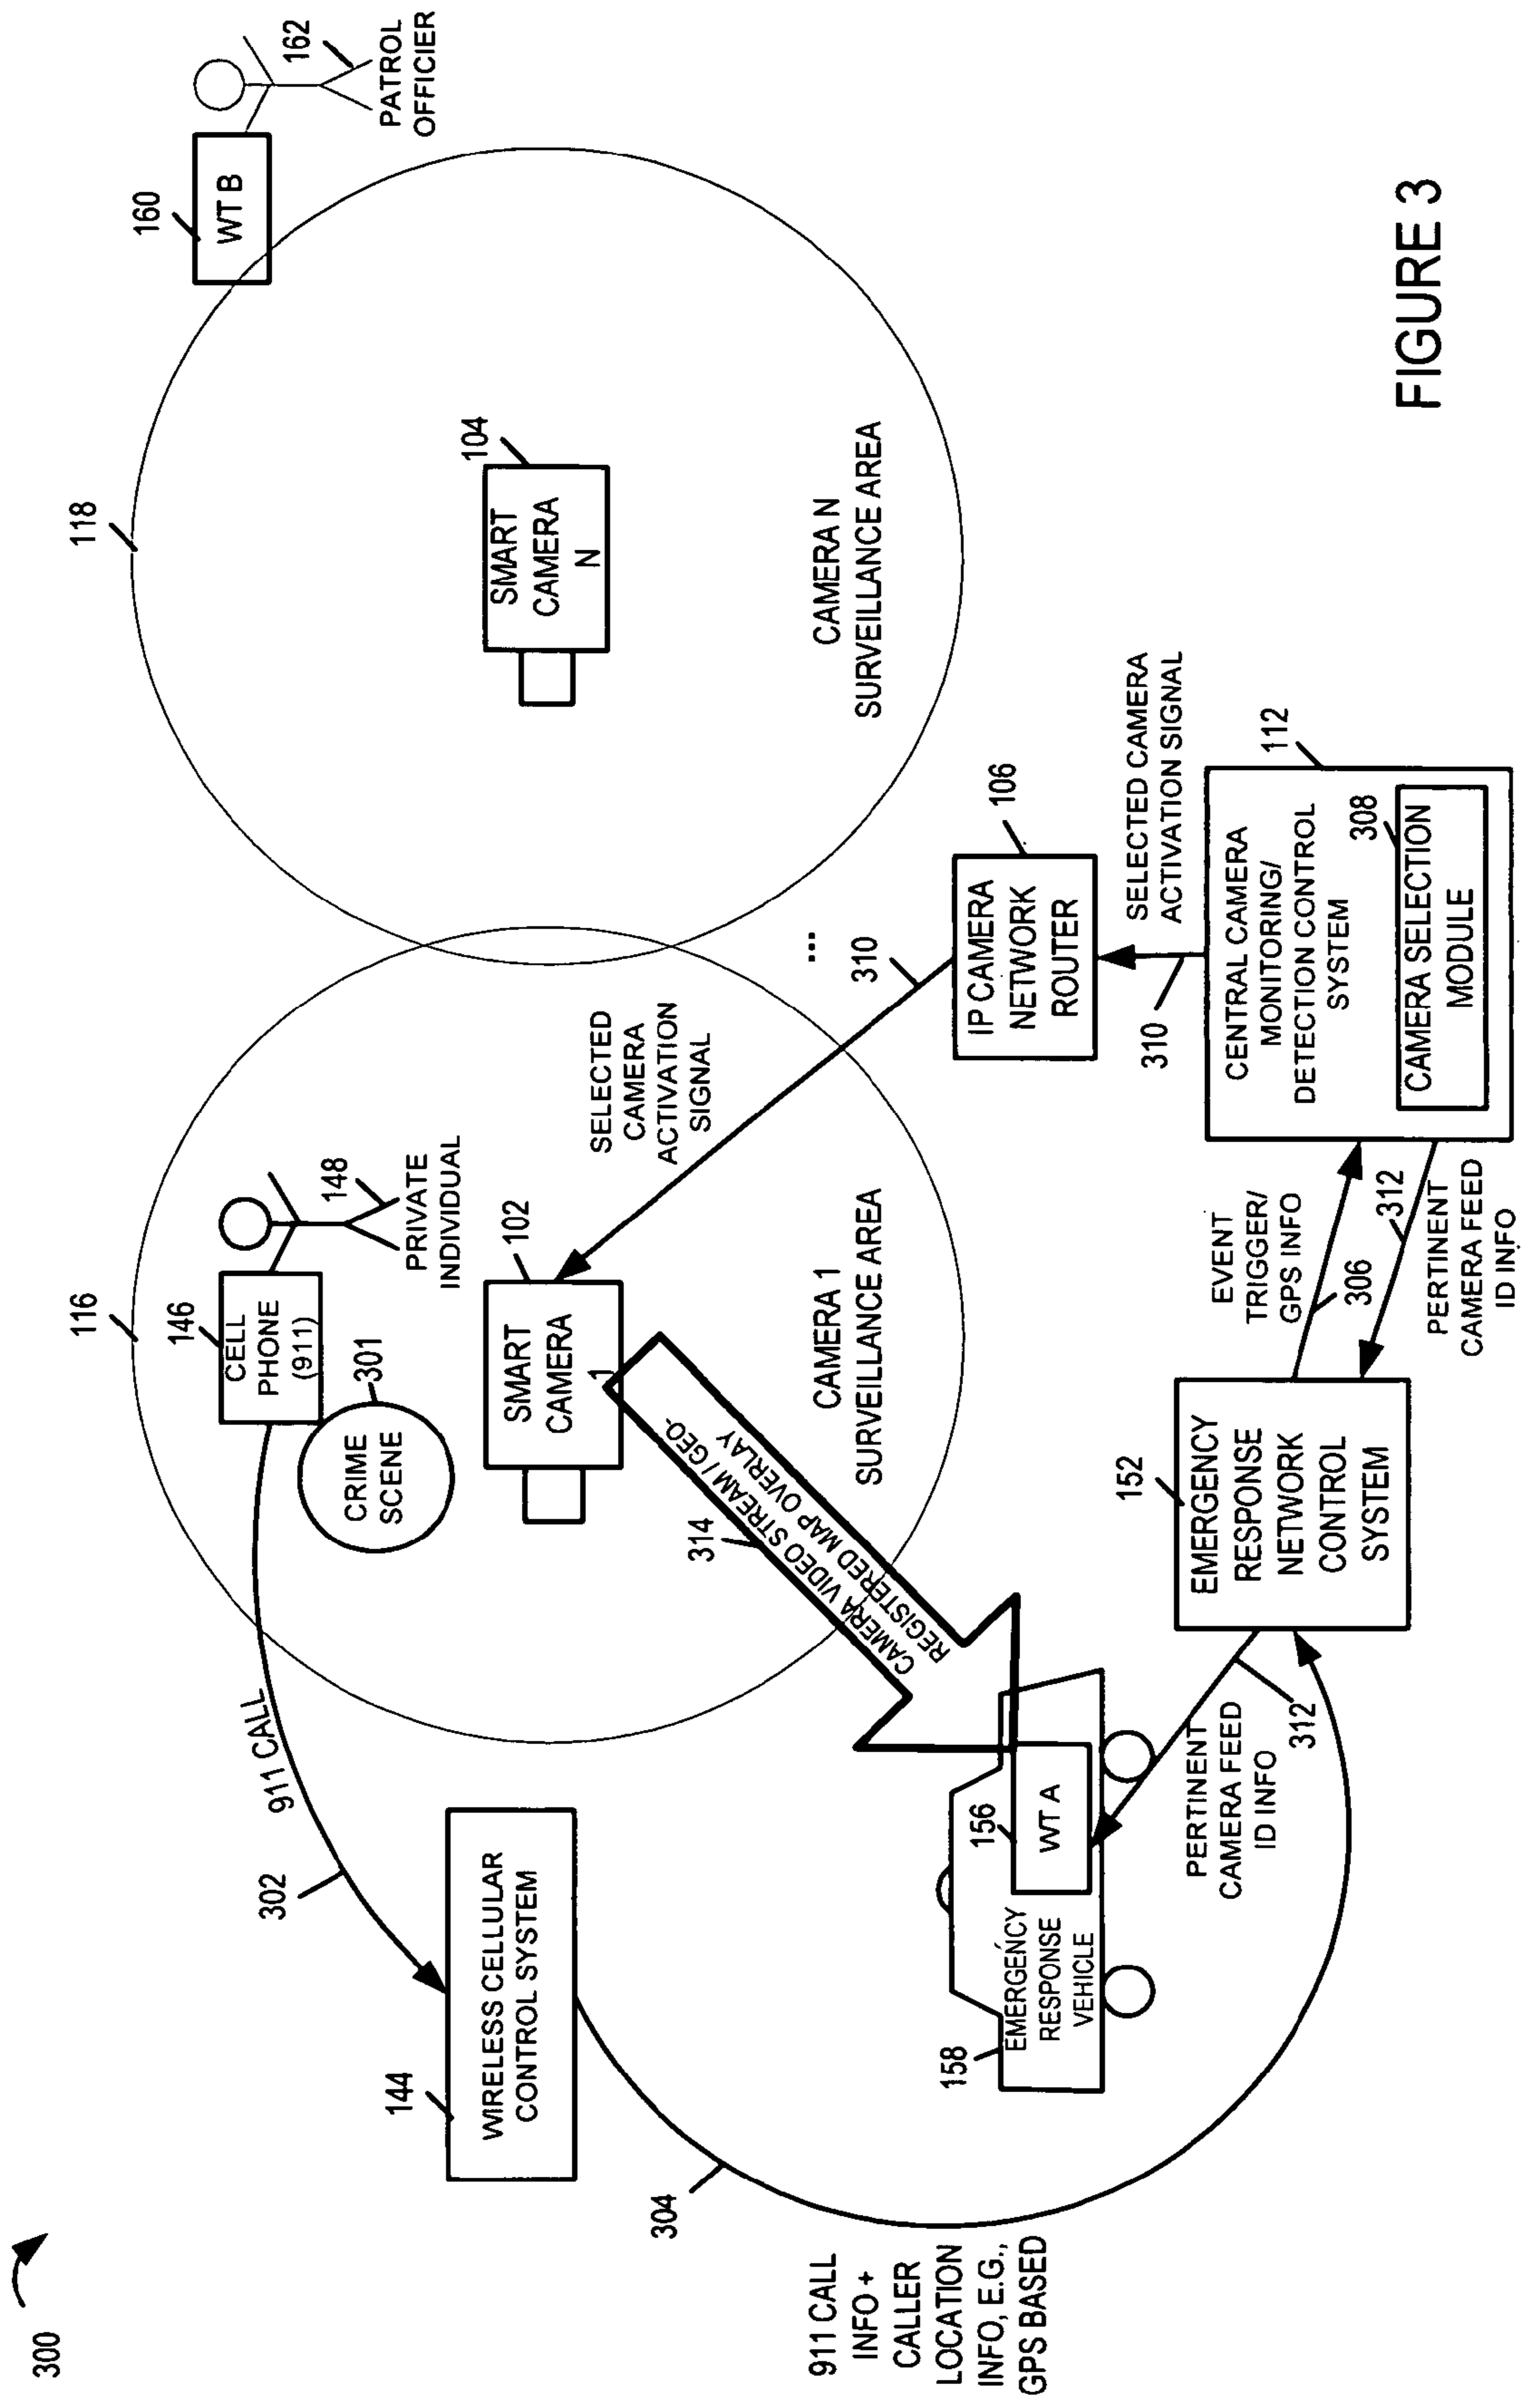 300
911 CALL
INFO +
CALLER
LOCATION
INFO, E.G.,
GPS BASED
304
144
WIRELESS CELLULAR
CONTROL SYSTEM
302
911 CALL
116
146
CELL
PHONE
(911)
148
PRIVATE
INDIVIDUAL
301
CRIME
SCENE
102
SMART
CAMERA
1
CAMERA 1
SURVEILLANCE AREA
314
CAMERA VIDEO STREAM / GEO-
REGISTERED MAP OVERLAY
158
EMERGENCY
RESPONSE
VEHICLE
156
WT A
PERTINENT
CAMERA FEED
ID INFO
312
152
EMERGENCY
RESPONSE
NETWORK
CONTROL
SYSTEM
EVENT
TRIGGER/
GPS INFO
306
312
PERTINENT
CAMERA FEED
ID INFO
SELECTED
CAMERA
ACTIVATION
SIGNAL
310
...
106
IP CAMERA
NETWORK
ROUTER
310
SELECTED CAMERA
ACTIVATION SIGNAL
112
CENTRAL CAMERA
MONITORING/
DETECTION CONTROL
SYSTEM
308
CAMERA SELECTION
MODULE
118
104
SMART
CAMERA
N
CAMERA N
SURVEILLANCE AREA
160
WT B
162
PATROL
OFFICIER
FIGURE 3